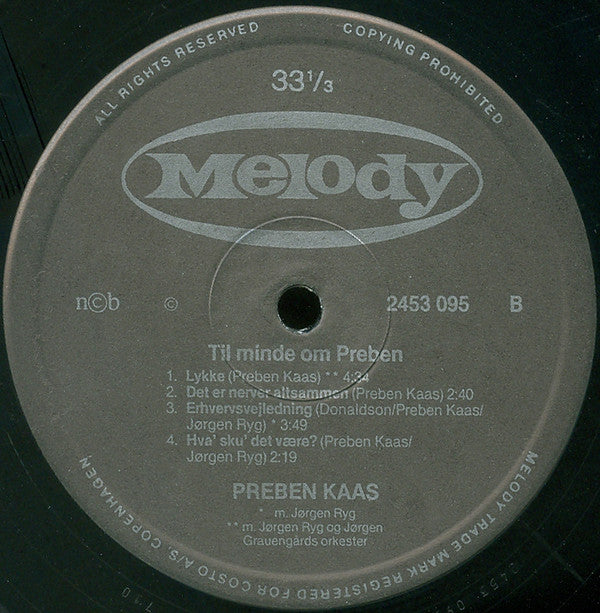 ALL RIGHTS RESERVED
COPYING PROHIBITED
33 1/3
Melody
n©b © 2453 095 B
Til minde om Preben
1. Lykke (Preben Kaas) ** 4:34
2. Det er nerver altsammen (Preben Kaas) 2:40
3. Erhvervsvejledning (Donaldson/Preben Kaas/
Jørgen Ryg) * 3:49
4. Hva' sku' det være? (Preben Kaas/
Jørgen Ryg) 2:19
PREBEN KAAS
* m. Jørgen Ryg
** m. Jørgen Ryg og Jørgen
Grauengårds orkester
MELODY TRADE MARK REGISTERED FOR COSTO A/S. COPENHAGEN